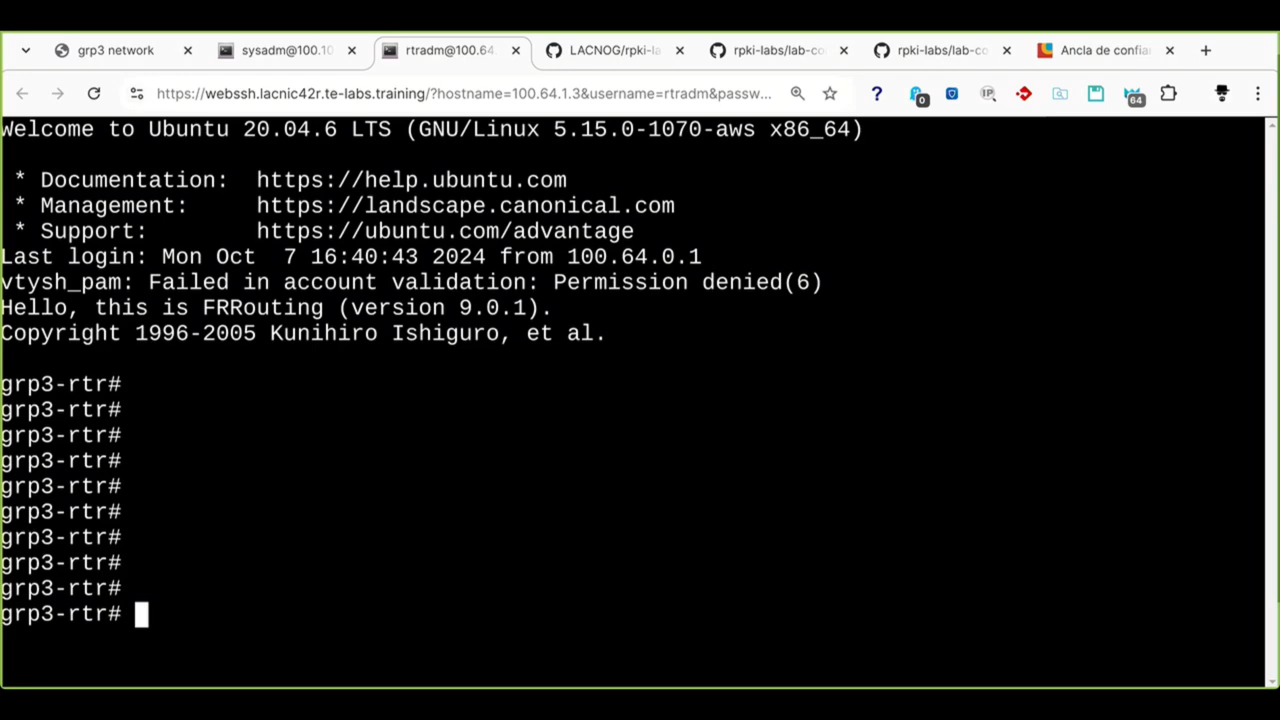 grp3 network
sysadm@100.10
rtradm@100.64
LACNOG/rpki-la
rpki-labs/lab-co
rpki-labs/lab-co
Ancla de confia
https://webssh.lacnic42r.te-labs.training/?hostname=100.64.1.3&username=rtradm&passw...
?
0
IP
64
Welcome to Ubuntu 20.04.6 LTS (GNU/Linux 5.15.0-1070-aws x86_64)
* Documentation:  https://help.ubuntu.com
* Management:     https://landscape.canonical.com
* Support:        https://ubuntu.com/advantage
Last login: Mon Oct  7 16:40:43 2024 from 100.64.0.1
vtysh_pam: Failed in account validation: Permission denied(6)
Hello, this is FRRouting (version 9.0.1).
Copyright 1996-2005 Kunihiro Ishiguro, et al.
grp3-rtr#
grp3-rtr#
grp3-rtr#
grp3-rtr#
grp3-rtr#
grp3-rtr#
grp3-rtr#
grp3-rtr#
grp3-rtr#
grp3-rtr#